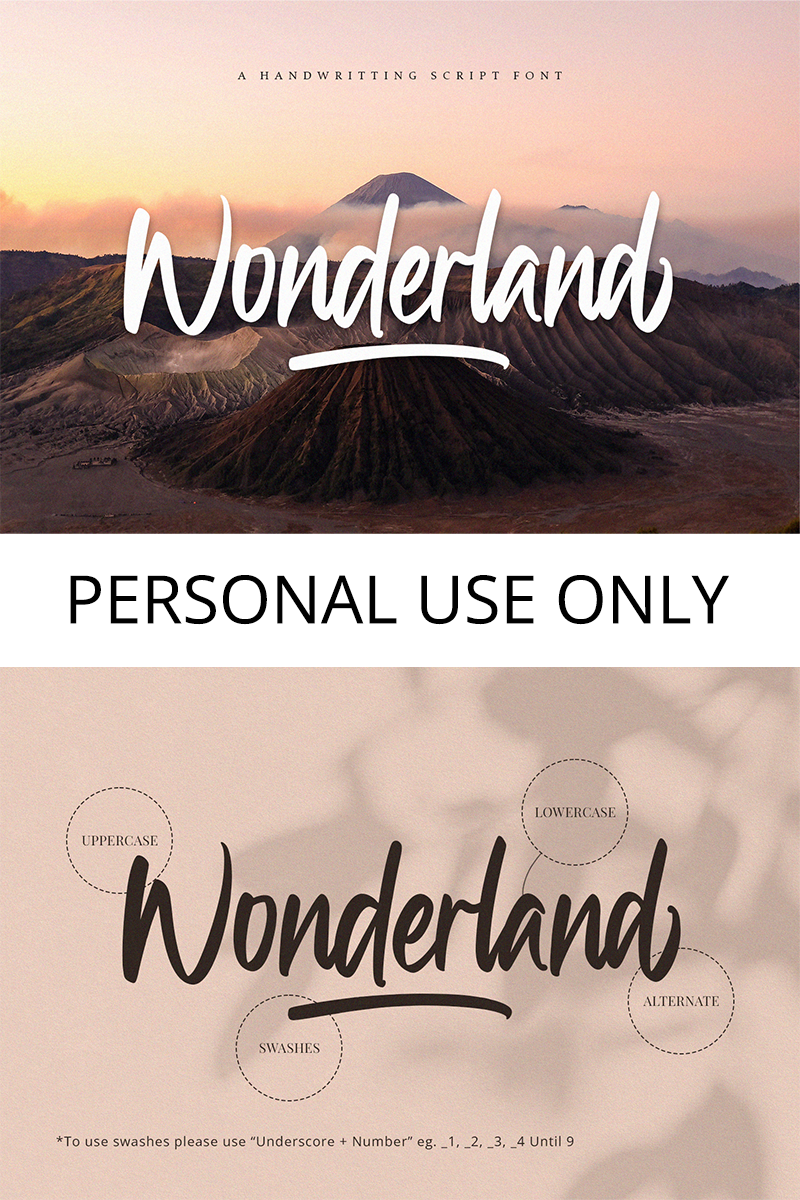 A HANDWRITTING SCRIPT FONT
Wonderland
PERSONAL USE ONLY
LOWERCASE
UPPERCASE
Wonderland
ALTERNATE
SWASHES
*To use swashes please use “Underscore + Number” eg. _1, _2, _3, _4 Until 9